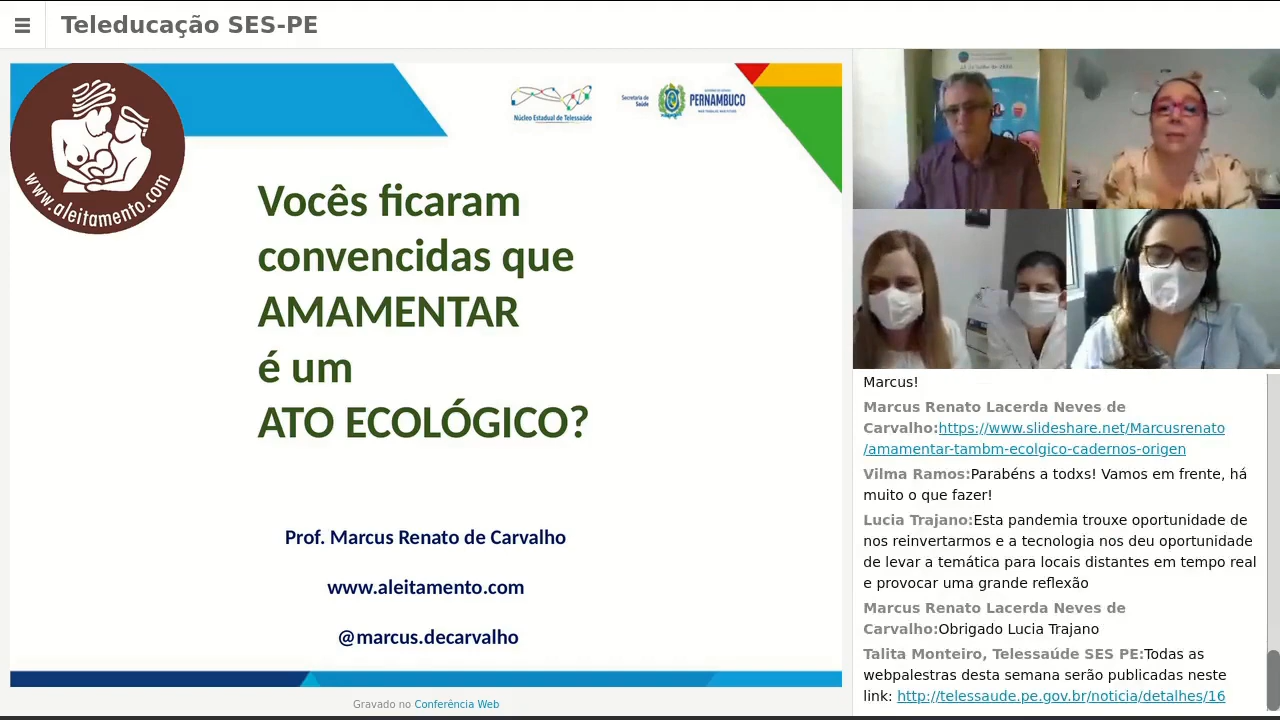 Teleducação SES-PE
www.aleitamento.com
Núcleo Estadual de Telessaúde
Secretaria de
Saúde
PERNAMBUCO
Vocês ficaram
convencidas que
AMAMENTAR
é um
ATO ECOLÓGICO?
Prof. Marcus Renato de Carvalho
www.aleitamento.com
@marcus.decarvalho
Gravado no Conferência Web
Marcus!
Marcus Renato Lacerda Neves de
Carvalho:https://www.slideshare.net/Marcusrenato
/amamentar-tambm-ecolgico-cadernos-origen
Vilma Ramos:Parabéns a todxs! Vamos em frente, há
muito o que fazer!
Lucia Trajano:Esta pandemia trouxe oportunidade de
nos reinvertarmos e a tecnologia nos deu oportunidade
de levar a temática para locais distantes em tempo real
e provocar uma grande reflexão
Marcus Renato Lacerda Neves de
Carvalho:Obrigado Lucia Trajano
Talita Monteiro, Telessaúde SES PE:Todas as
webpalestras desta semana serão publicadas neste
link: http://telessaude.pe.gov.br/noticia/detalhes/16